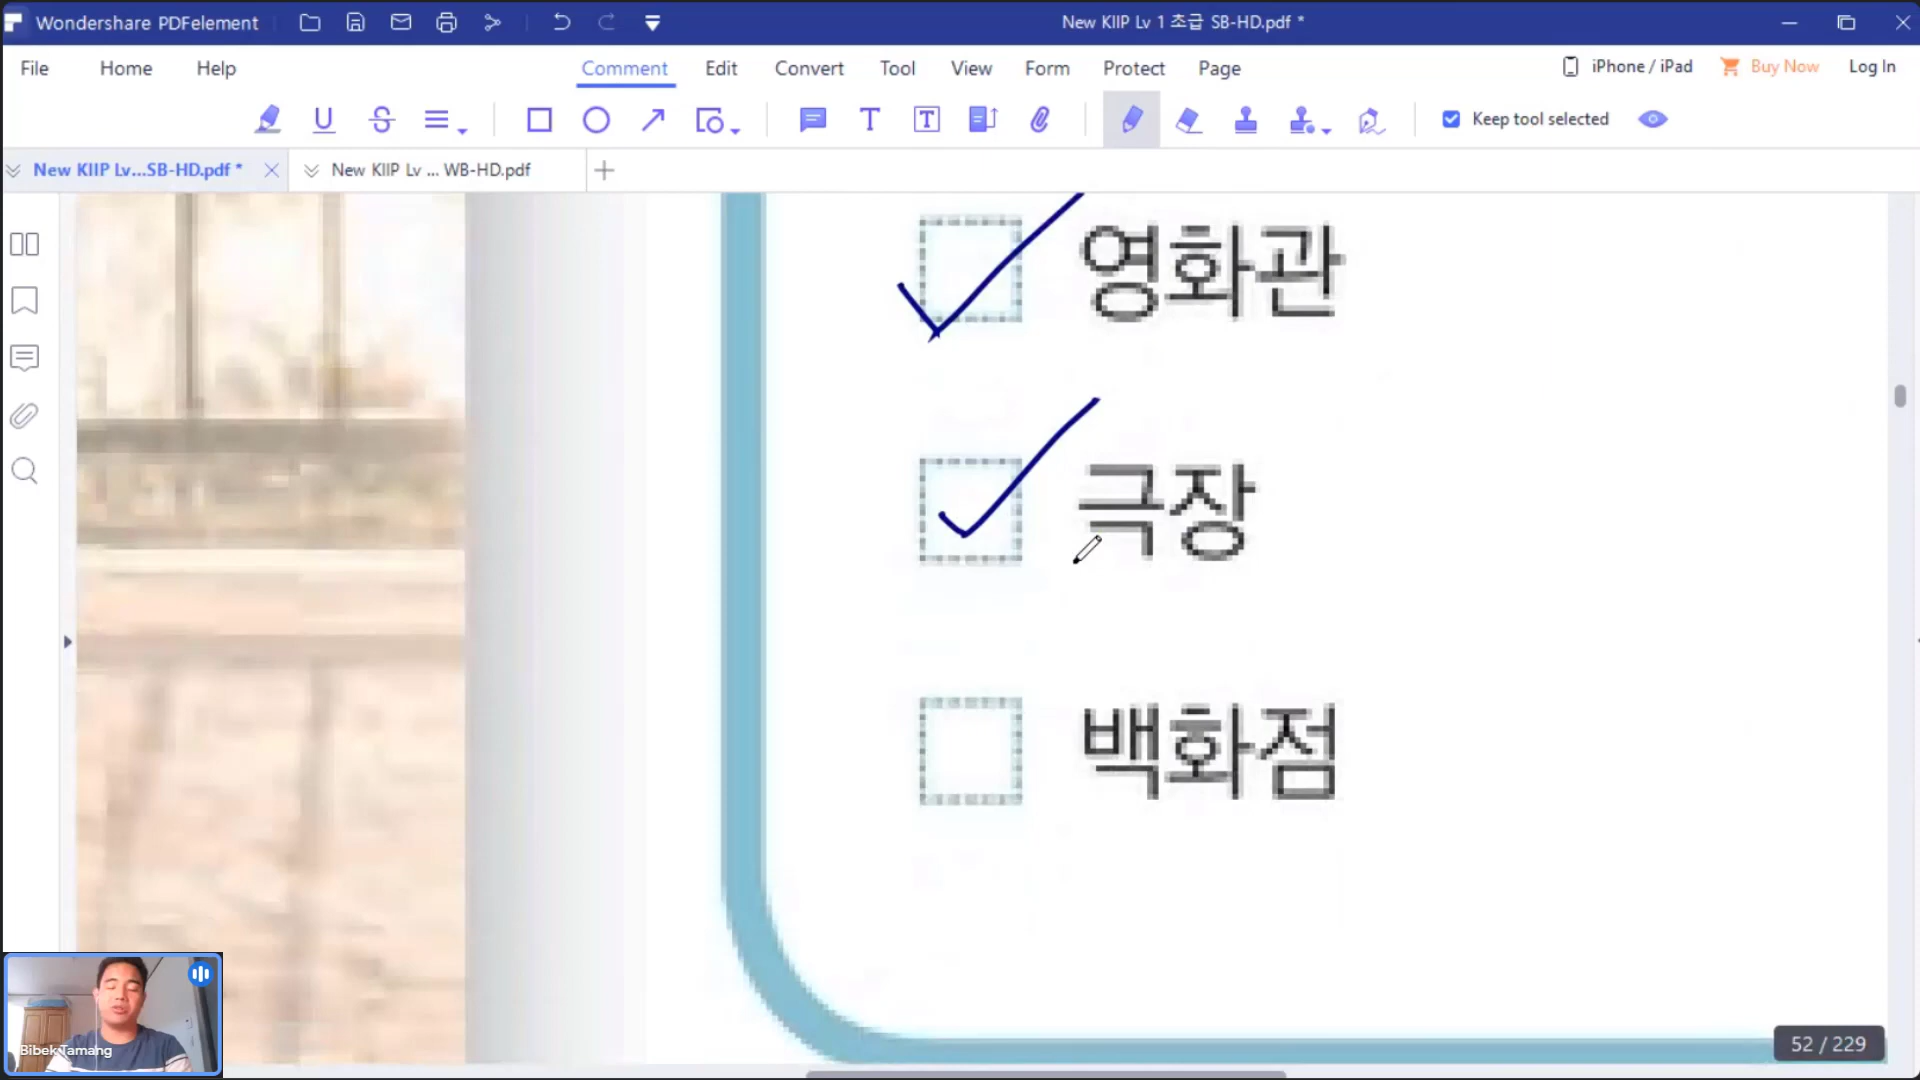 Wondershare PDFelement
New KIIP Lv 1 초급 SB-HD.pdf *
File Home Help Comment Edit Convert Tool View Form Protect Page iPhone / iPad Buy Now Log In
Keep tool selected
New KIIP Lv...SB-HD.pdf * New KIIP Lv ... WB-HD.pdf
영화관
극장
백화점
Bibek Tamang
52 / 229